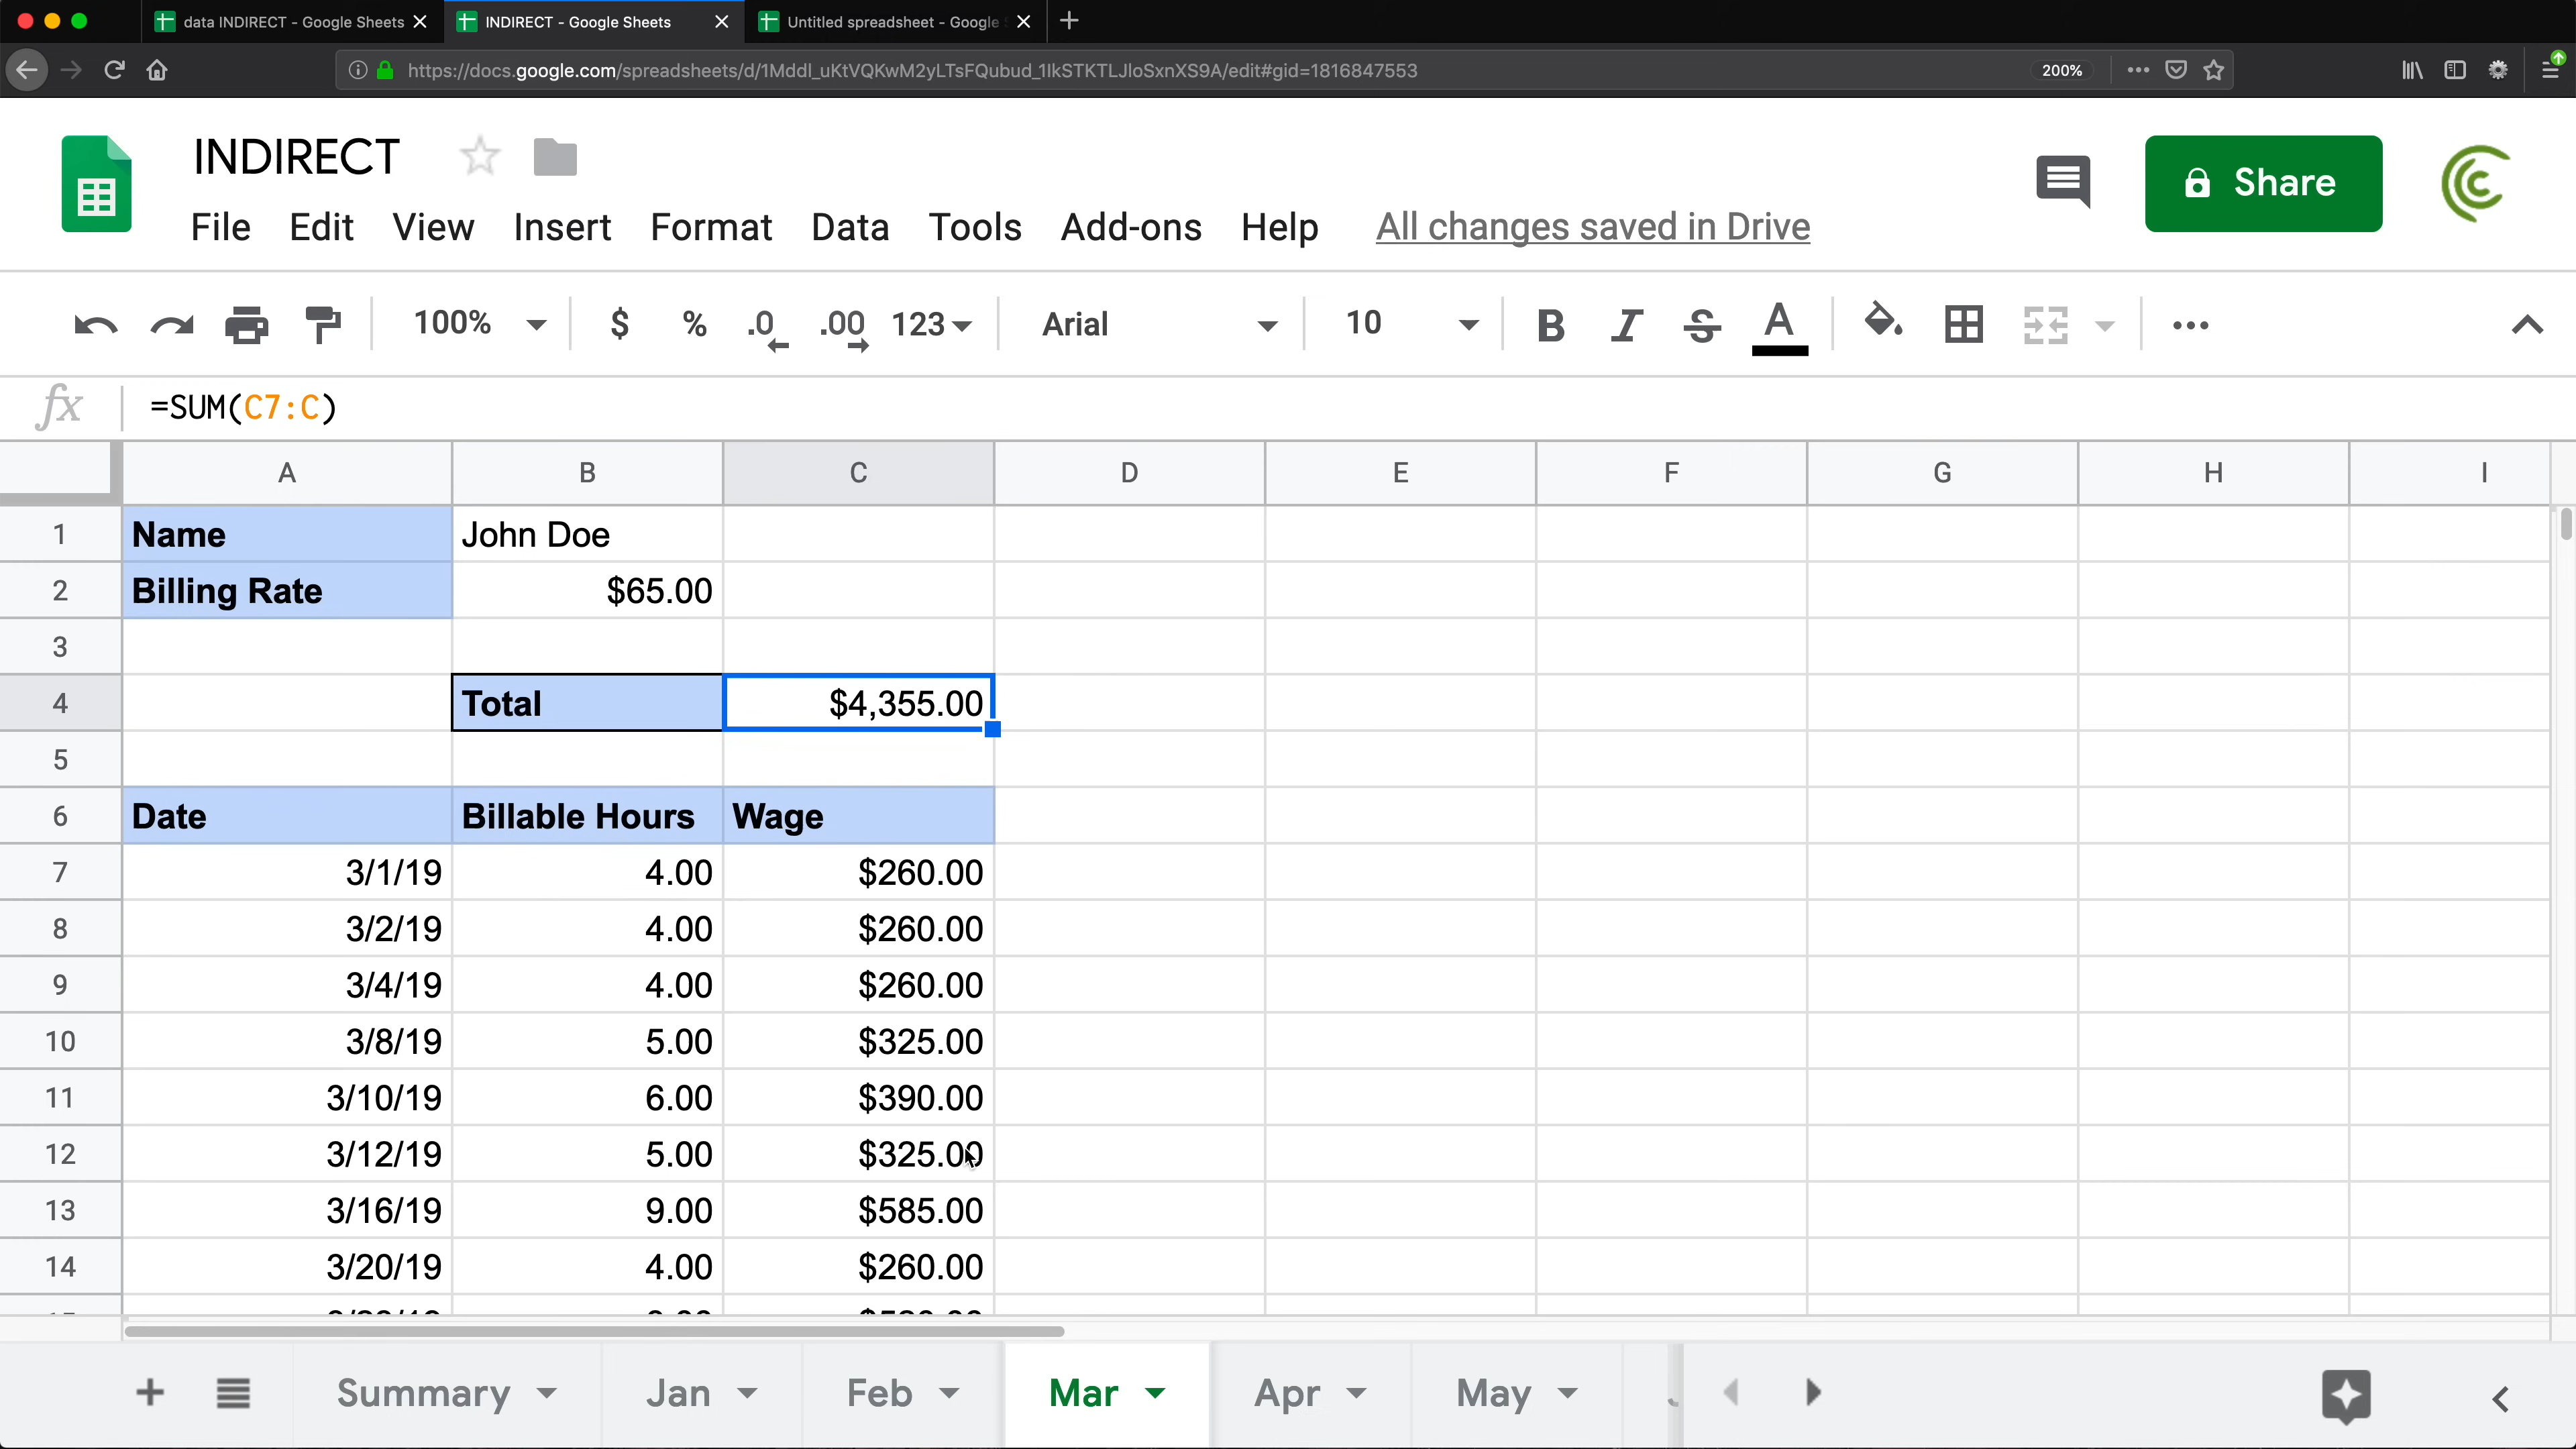 data INDIRECT - Google Sheets
INDIRECT - Google Sheets
Untitled spreadsheet - Google
https://docs.google.com/spreadsheets/d/1Mddl_uKtVQKwM2yLTsFQubud_1lkSTKTLJloSxnXS9A/edit#gid=1816847553
200%
INDIRECT
File Edit View Insert Format Data Tools Add-ons Help All changes saved in Drive
Share
100% $ % .0 .00 123 Arial 10 B I S A
fx =SUM(C7:C)
A B C D E F G H I
1 Name John Doe
2 Billing Rate $65.00
3
4 Total $4,355.00
5
6 Date Billable Hours Wage
7 3/1/19 4.00 $260.00
8 3/2/19 4.00 $260.00
9 3/4/19 4.00 $260.00
10 3/8/19 5.00 $325.00
11 3/10/19 6.00 $390.00
12 3/12/19 5.00 $325.00
13 3/16/19 9.00 $585.00
14 3/20/19 4.00 $260.00
Summary Jan Feb Mar Apr May